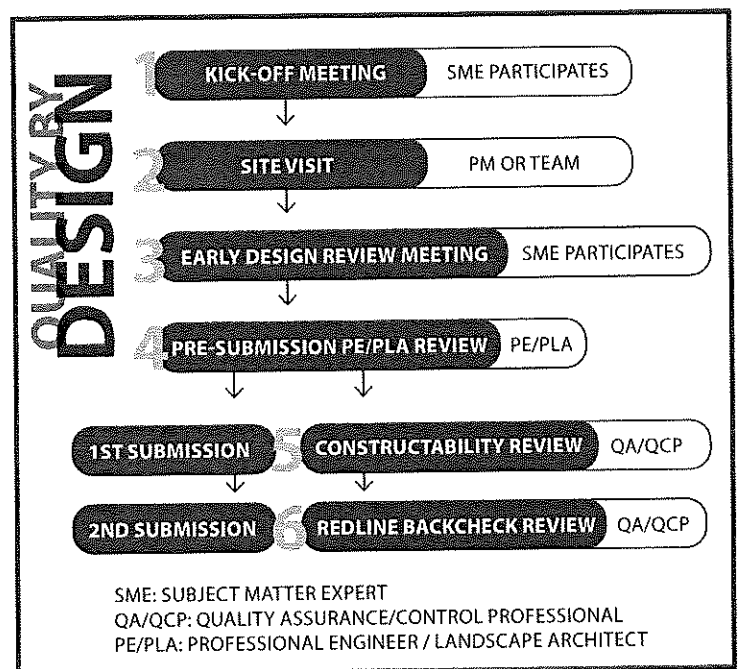 QUALITY BY
DESIGN
1 KICK-OFF MEETING SME PARTICIPATES
2 SITE VISIT PM OR TEAM
3 EARLY DESIGN REVIEW MEETING SME PARTICIPATES
4 PRE-SUBMISSION PE/PLA REVIEW PE/PLA
1ST SUBMISSION 5 CONSTRUCTABILITY REVIEW QA/QCP
2ND SUBMISSION 6 REDLINE BACKCHECK REVIEW QA/QCP
SME: SUBJECT MATTER EXPERT
QA/QCP: QUALITY ASSURANCE/CONTROL PROFESSIONAL
PE/PLA: PROFESSIONAL ENGINEER / LANDSCAPE ARCHITECT